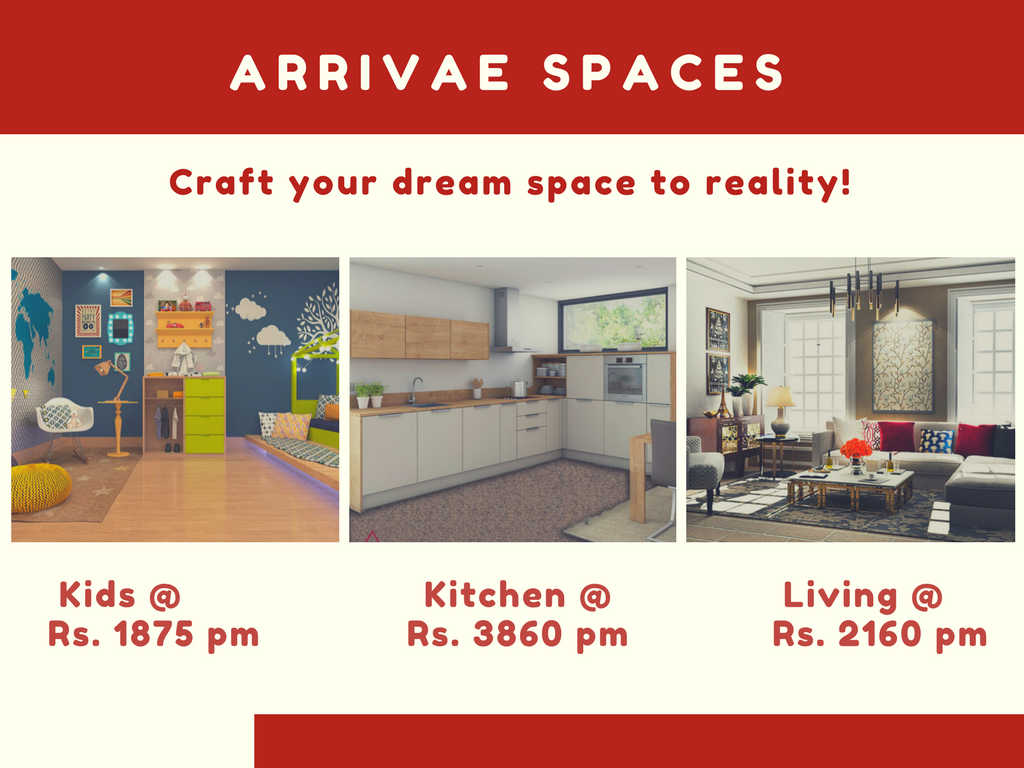 ARRIVAE SPACES
Craft your dream space to reality!
Kids @
Rs. 1875 pm
Kitchen @
Rs. 3860 pm
Living @
Rs. 2160 pm